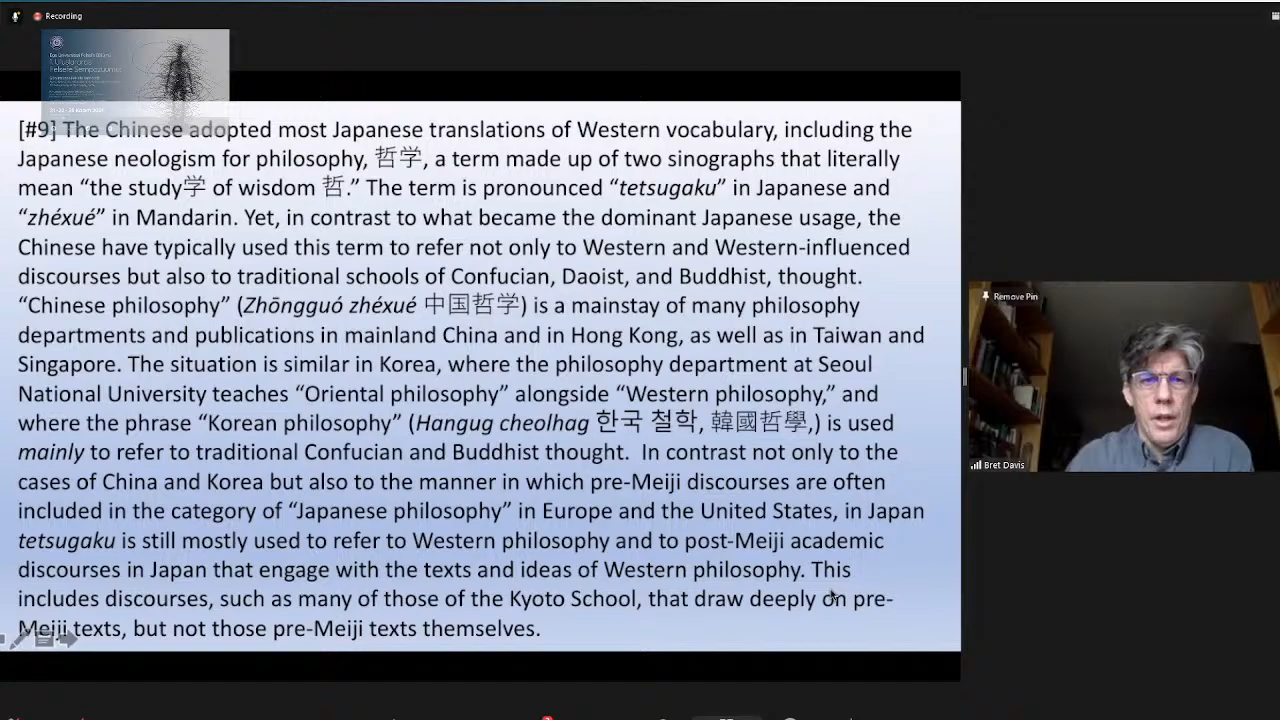 Recording
Ege Üniversitesi Felsefe Bölümü
Felsefe Sempozyumu
[#9] The Chinese adopted most Japanese translations of Western vocabulary, including the
Japanese neologism for philosophy, 哲学, a term made up of two sinographs that literally
mean “the study学 of wisdom 哲.” The term is pronounced “tetsugaku” in Japanese and
“zhéxué” in Mandarin. Yet, in contrast to what became the dominant Japanese usage, the
Chinese have typically used this term to refer not only to Western and Western-influenced
discourses but also to traditional schools of Confucian, Daoist, and Buddhist, thought.
“Chinese philosophy” (Zhōngguó zhéxué 中国哲学) is a mainstay of many philosophy
departments and publications in mainland China and in Hong Kong, as well as in Taiwan and
Singapore. The situation is similar in Korea, where the philosophy department at Seoul
National University teaches “Oriental philosophy” alongside “Western philosophy,” and
where the phrase “Korean philosophy” (Hangug cheolhag 한국 철학, 韓國哲學,) is used
mainly to refer to traditional Confucian and Buddhist thought. In contrast not only to the
cases of China and Korea but also to the manner in which pre-Meiji discourses are often
included in the category of “Japanese philosophy” in Europe and the United States, in Japan
tetsugaku is still mostly used to refer to Western philosophy and to post-Meiji academic
discourses in Japan that engage with the texts and ideas of Western philosophy. This
includes discourses, such as many of those of the Kyoto School, that draw deeply on pre-
Meiji texts, but not those pre-Meiji texts themselves.
Remove Pin
Bret Davis